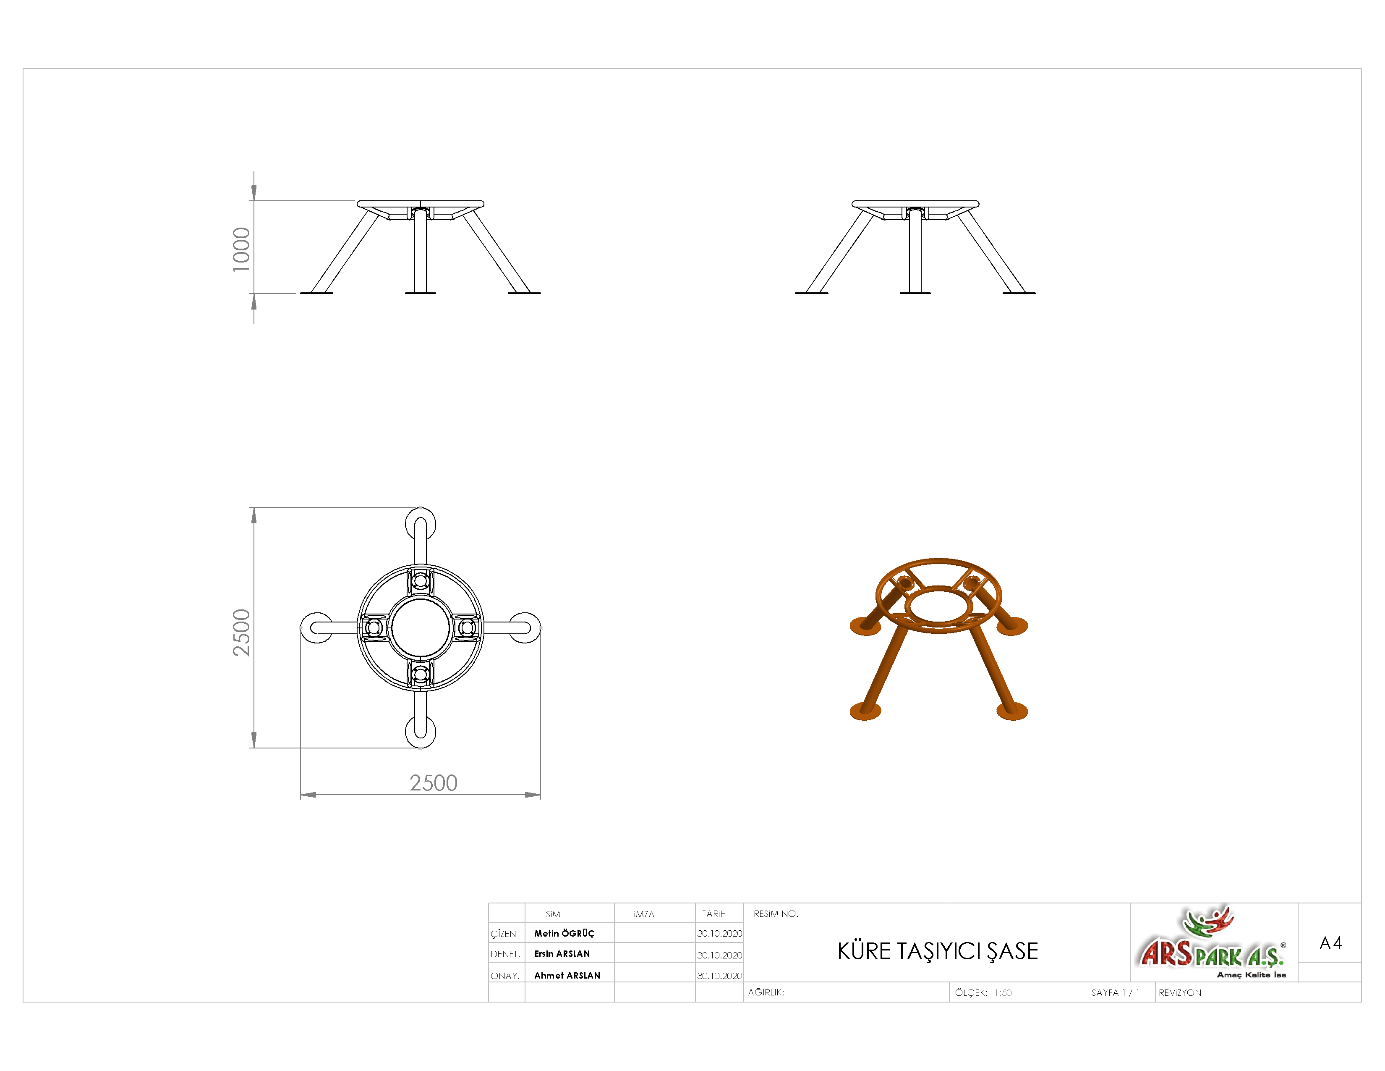 1000
2500
2500
İSİM
İMZA
TARİH
RESİM NO.
ÇİZEN
Metin ÖGRÜÇ
30.10.2020
DENET.
Ersin ARSLAN
30.10.2020
ONAY.
Ahmet ARSLAN
30.10.2020
KÜRE TAŞIYICI ŞASE
ARSPARK A.Ş.®
Amaç Kalite ise
A4
AĞIRLIK:
ÖLÇEK: 1:50
SAYFA 1 / 1
REVİZYON